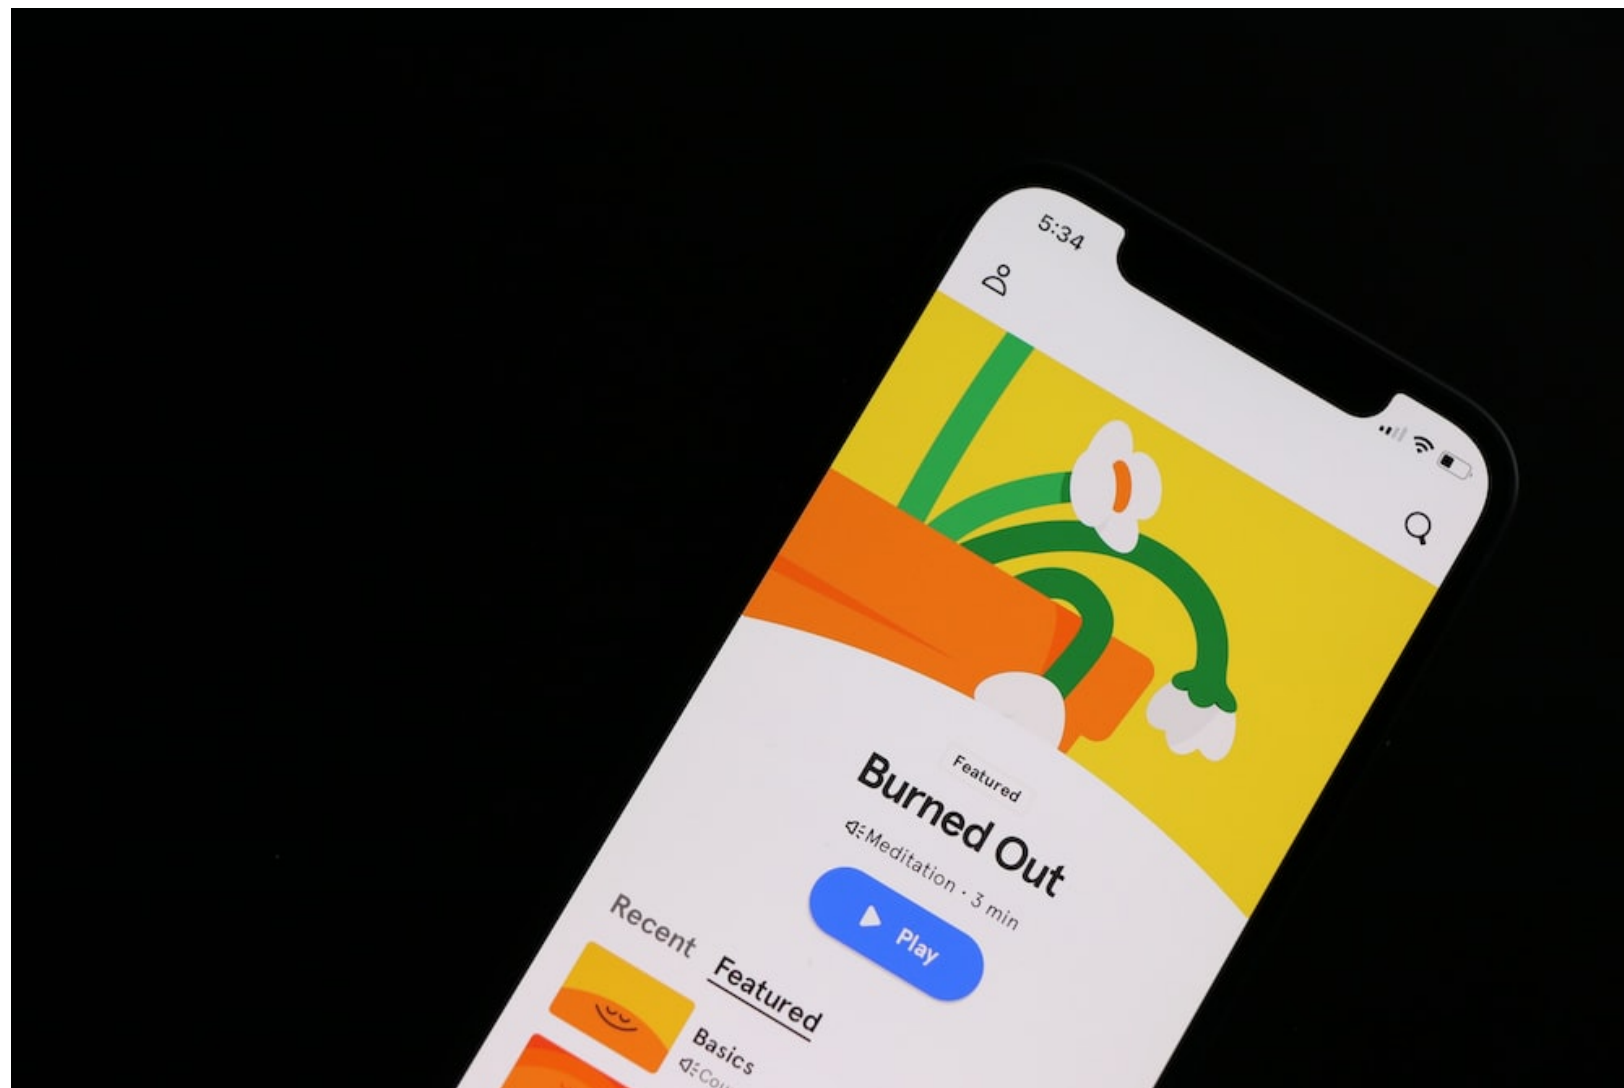 5:34
Featured
Burned Out
Meditation · 3 min
Play
Recent
Featured
Basics